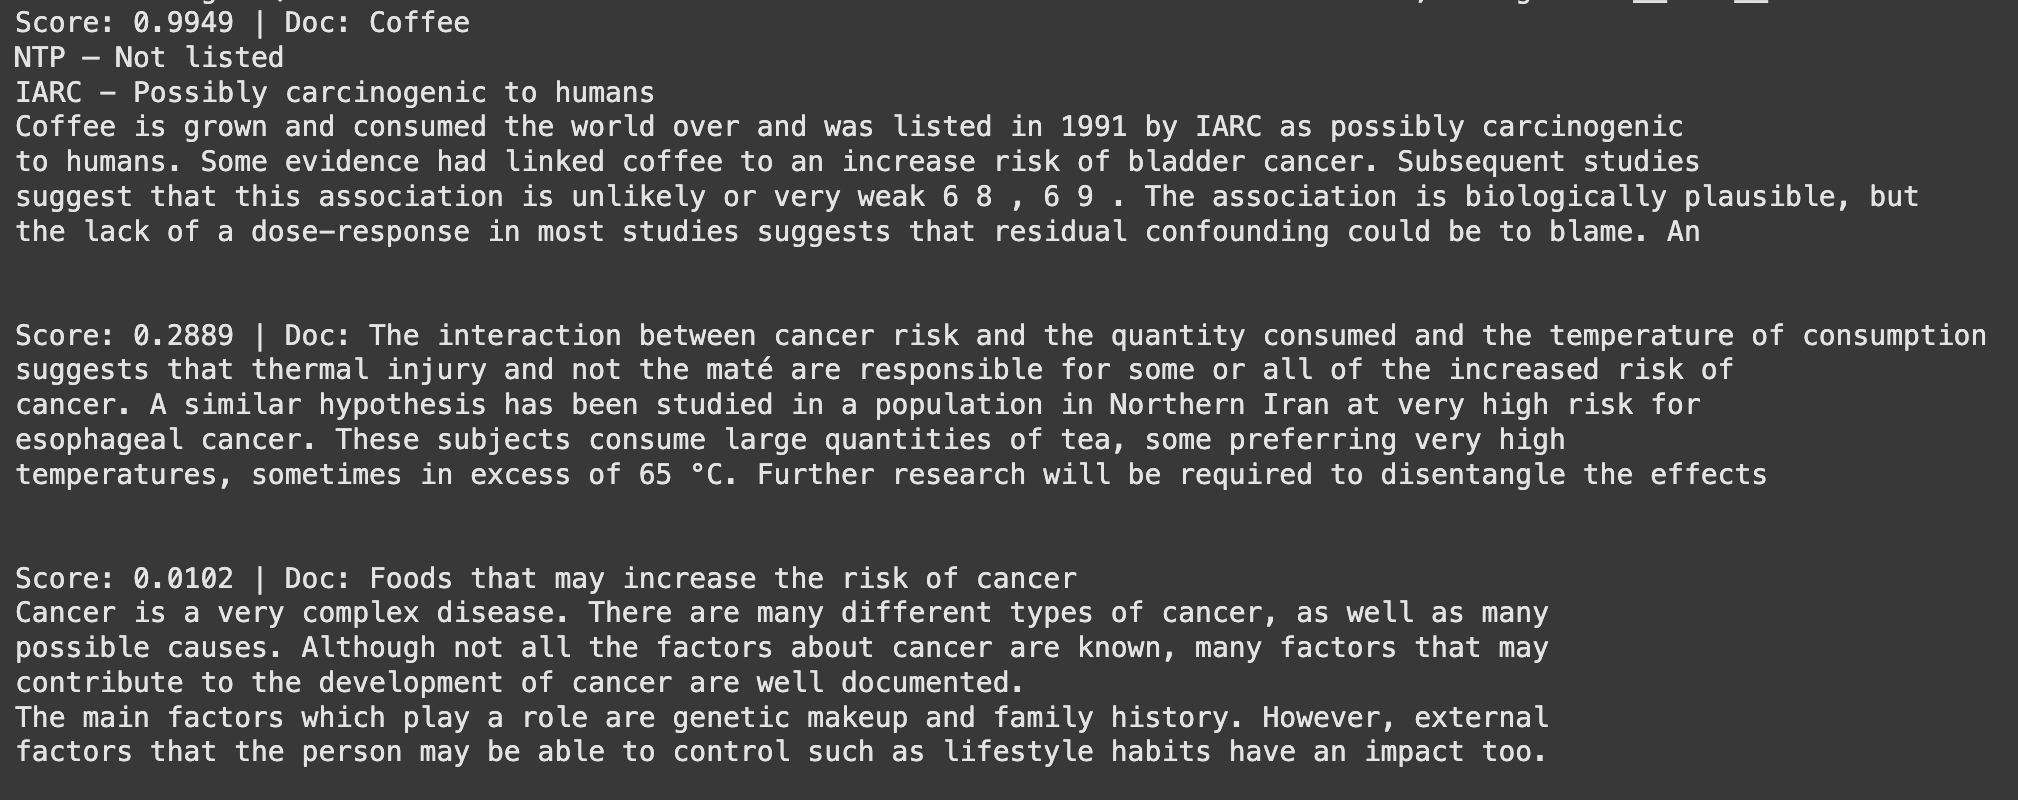 Score: 0.9949 | Doc: Coffee
NTP – Not listed
IARC – Possibly carcinogenic to humans
Coffee is grown and consumed the world over and was listed in 1991 by IARC as possibly carcinogenic
to humans. Some evidence had linked coffee to an increase risk of bladder cancer. Subsequent studies
suggest that this association is unlikely or very weak 6 8 , 6 9 . The association is biologically plausible, but
the lack of a dose–response in most studies suggests that residual confounding could be to blame. An
Score: 0.2889 | Doc: The interaction between cancer risk and the quantity consumed and the temperature of consumption
suggests that thermal injury and not the maté are responsible for some or all of the increased risk of
cancer. A similar hypothesis has been studied in a population in Northern Iran at very high risk for
esophageal cancer. These subjects consume large quantities of tea, some preferring very high
temperatures, sometimes in excess of 65 °C. Further research will be required to disentangle the effects
Score: 0.0102 | Doc: Foods that may increase the risk of cancer
Cancer is a very complex disease. There are many different types of cancer, as well as many
possible causes. Although not all the factors about cancer are known, many factors that may
contribute to the development of cancer are well documented.
The main factors which play a role are genetic makeup and family history. However, external
factors that the person may be able to control such as lifestyle habits have an impact too.